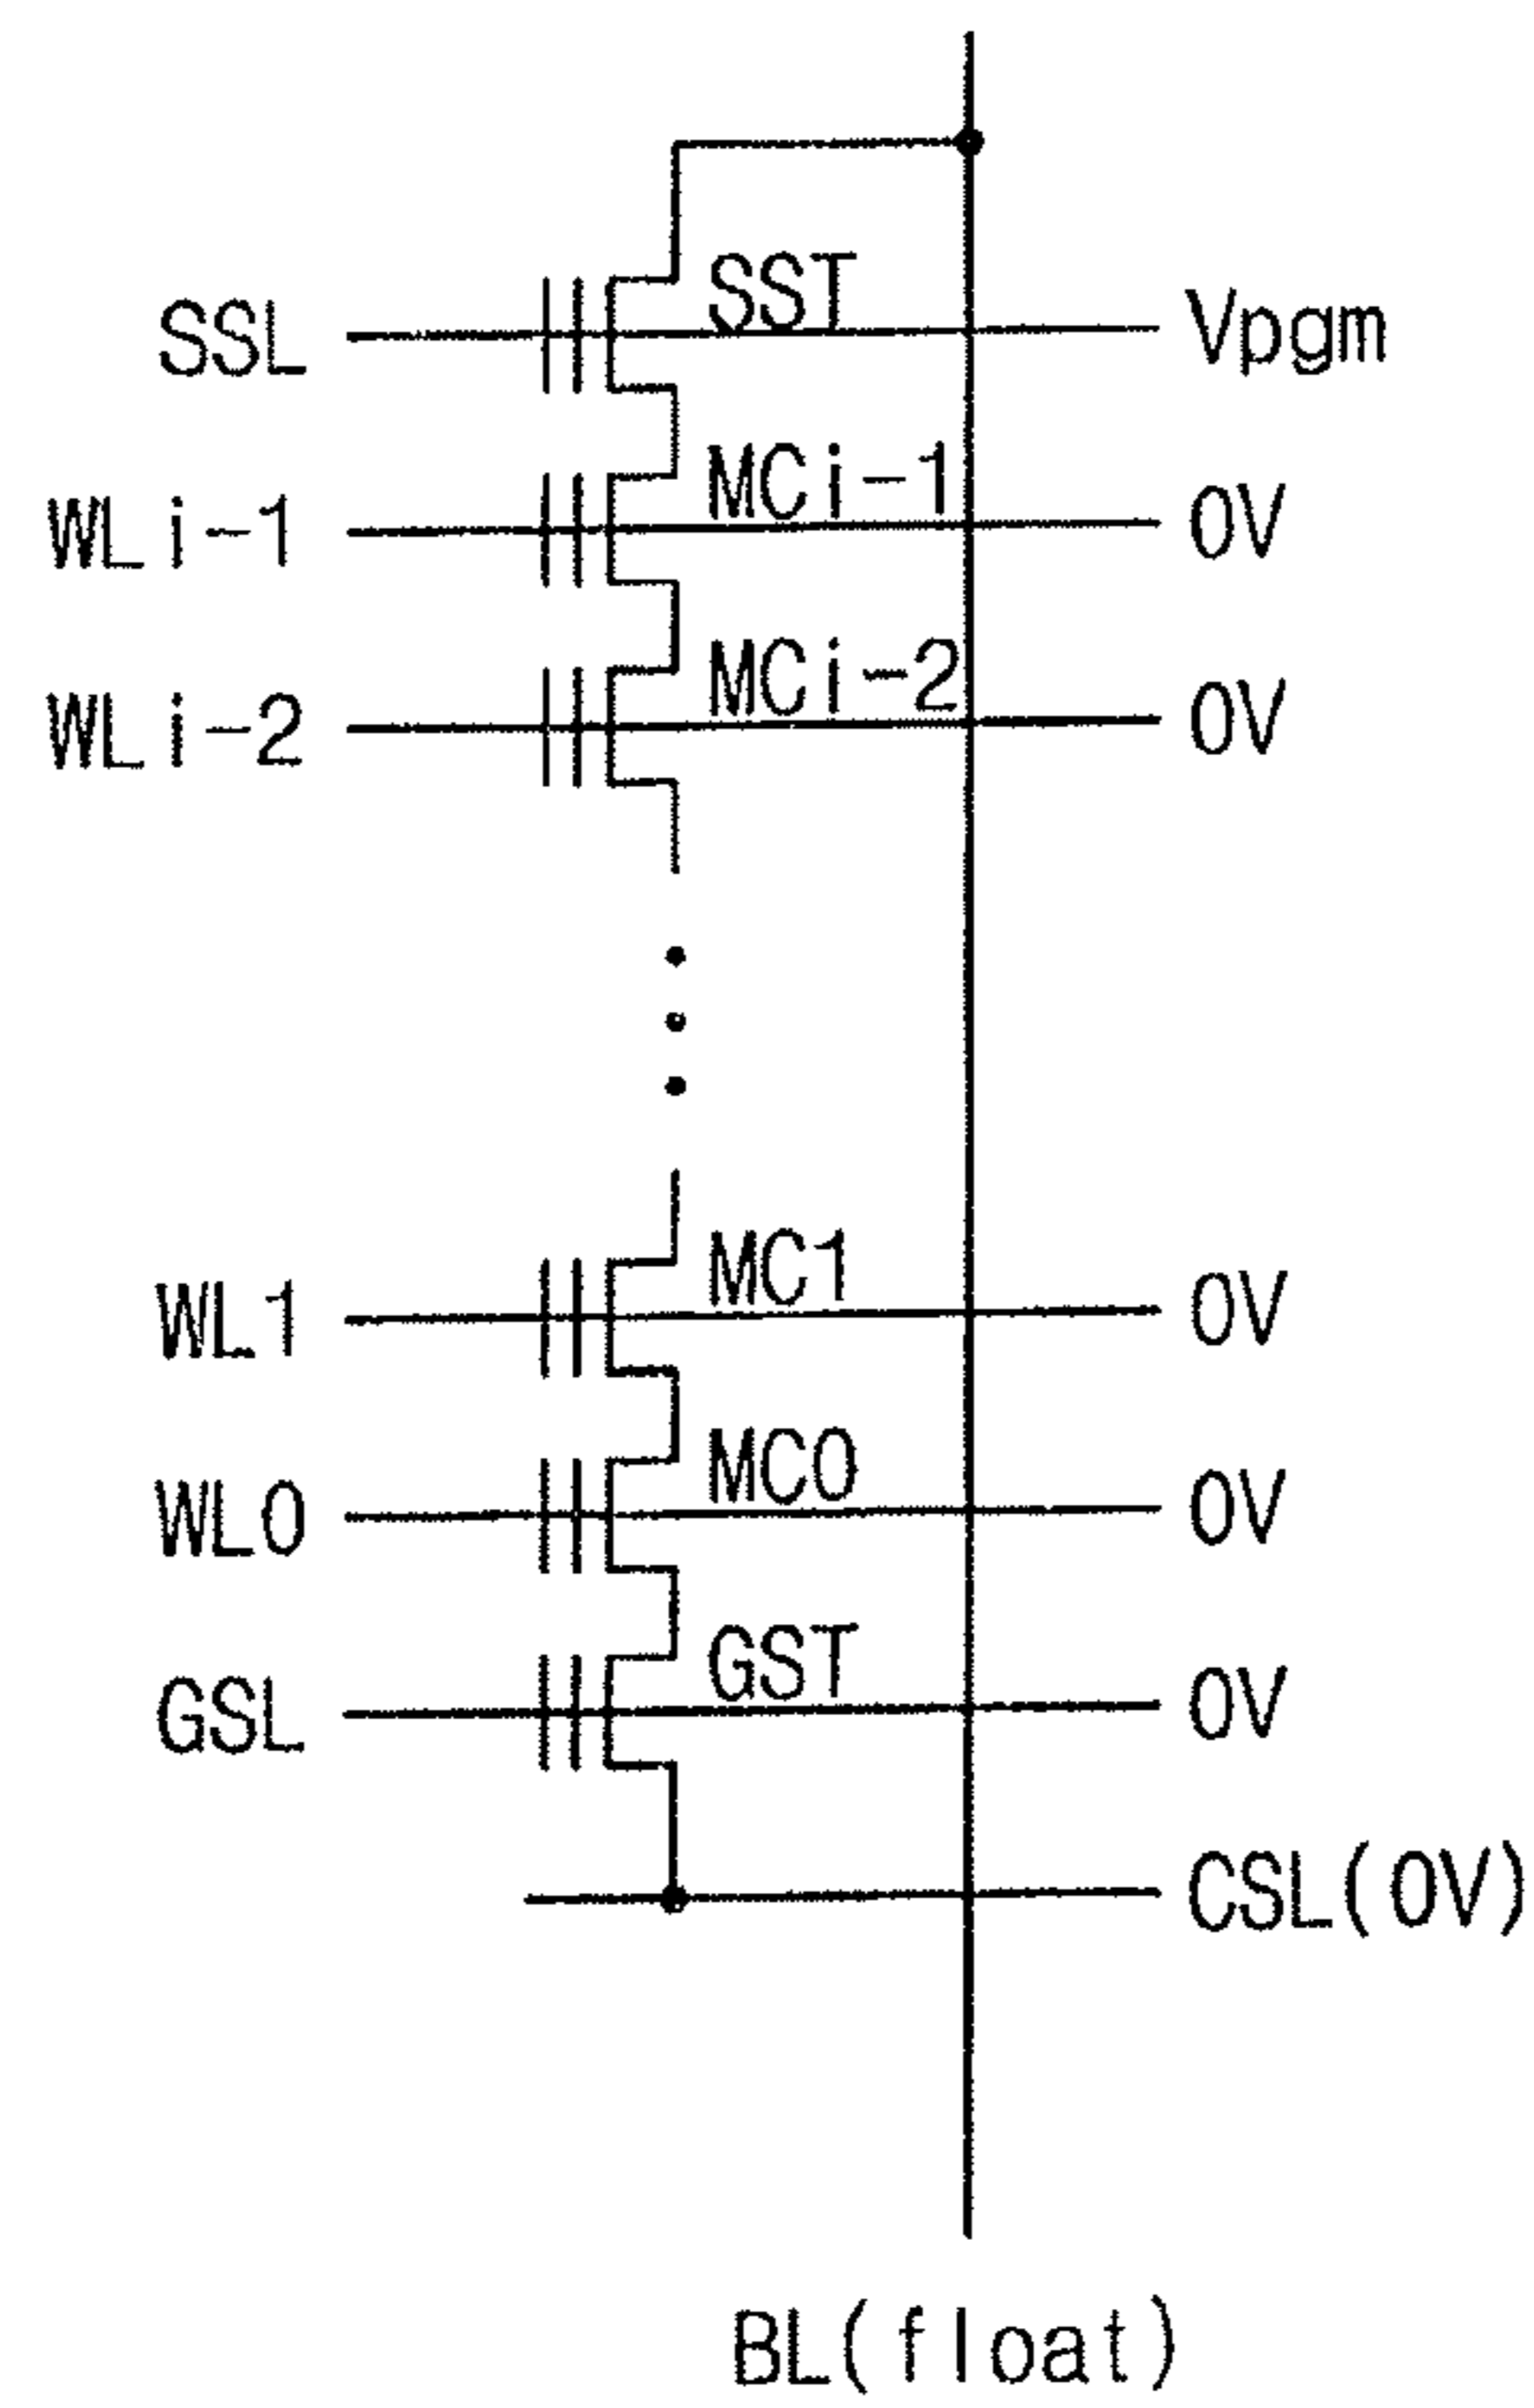 SST
SSL Vpgm
MCi-1
WLi-1 0V
MCi-2
WLi-2 0V
MC1
WL1 0V
MC0
WL0 0V
GST
GSL 0V
CSL(0V)
BL(float)